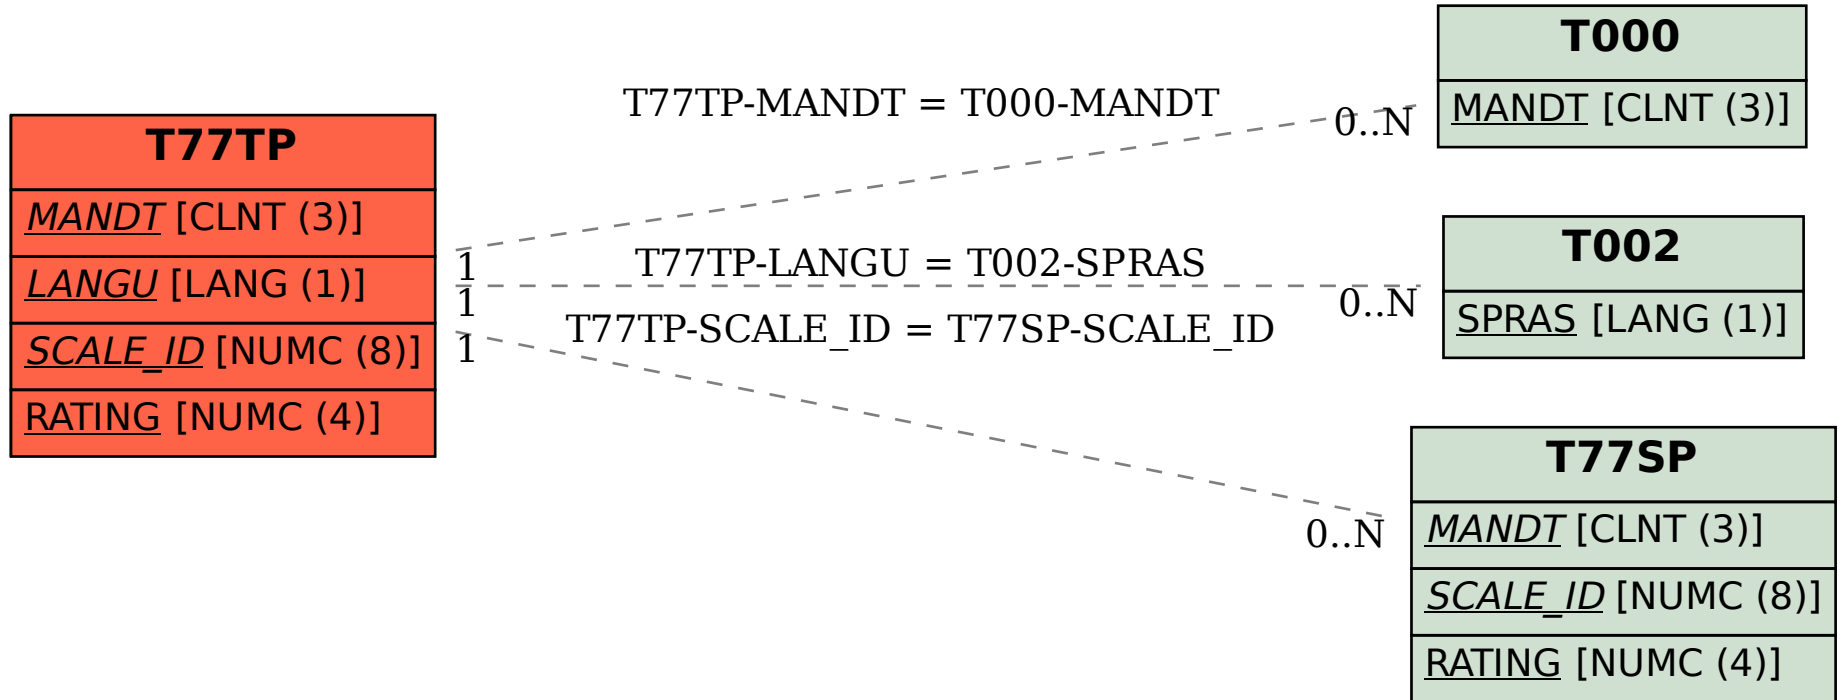 T77TP
MANDT [CLNT (3)]
LANGU [LANG (1)]
SCALE_ID [NUMC (8)]
RATING [NUMC (4)]
T77TP-MANDT = T000-MANDT
0..N
1
T77TP-LANGU = T002-SPRAS
0..N
1
T77TP-SCALE_ID = T77SP-SCALE_ID
0..N
1
T000
MANDT [CLNT (3)]
T002
SPRAS [LANG (1)]
T77SP
MANDT [CLNT (3)]
SCALE_ID [NUMC (8)]
RATING [NUMC (4)]